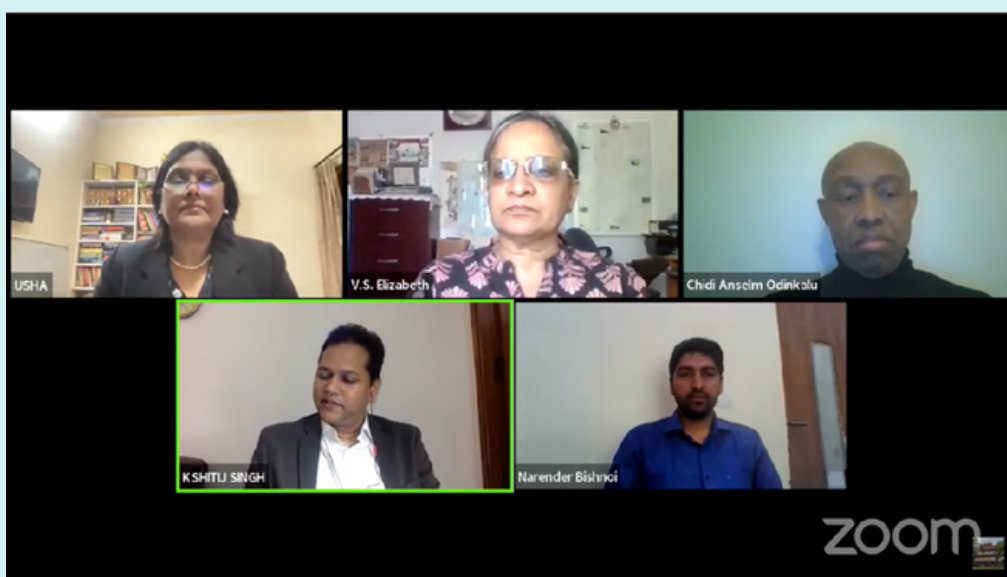 USHA
V.S. Elizabeth
Chidi Anselm Odinkalu
KSHITIJ SINGH
Narender Bishnoi
zoom